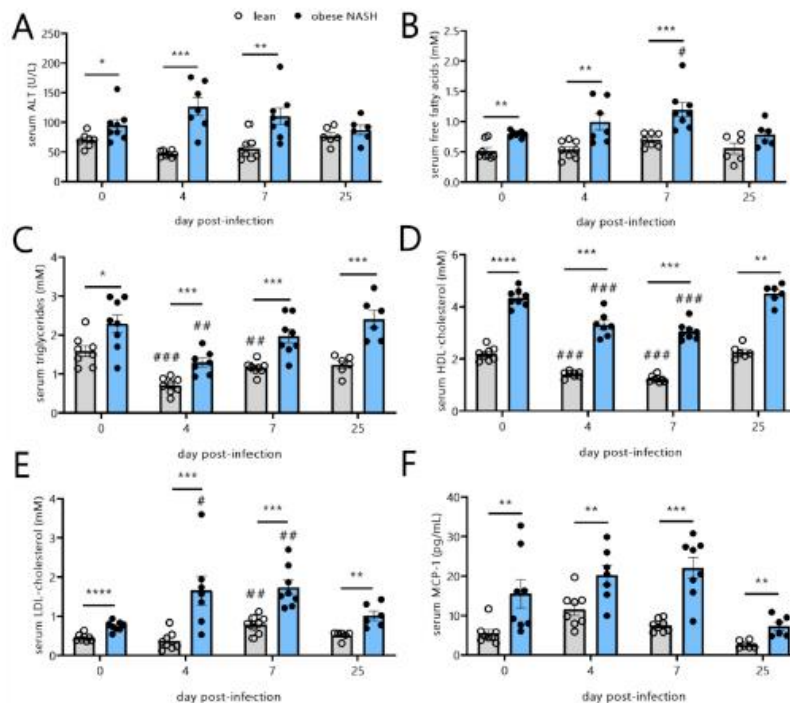 lean obese NASH
A
serum ALT (U/L)
250
200
150
100
50
0
* *** **
0 4 7 25
day post-infection
B
serum free fatty acids (mM)
2.5
2.0
1.5
1.0
0.5
0.0
** ** *** #
0 4 7 25
day post-infection
C
serum triglycerides (mM)
4
3
2
1
0
* *** *** ***
### ## ##
0 4 7 25
day post-infection
D
serum HDL-cholesterol (mM)
6
4
2
0
**** *** *** **
### ### ### ###
0 4 7 25
day post-infection
E
serum LDL-cholesterol (mM)
4
3
2
1
0
**** *** *** **
# ## ##
0 4 7 25
day post-infection
F
serum MCP-1 (pg/mL)
40
30
20
10
0
** ** *** **
0 4 7 25
day post-infection